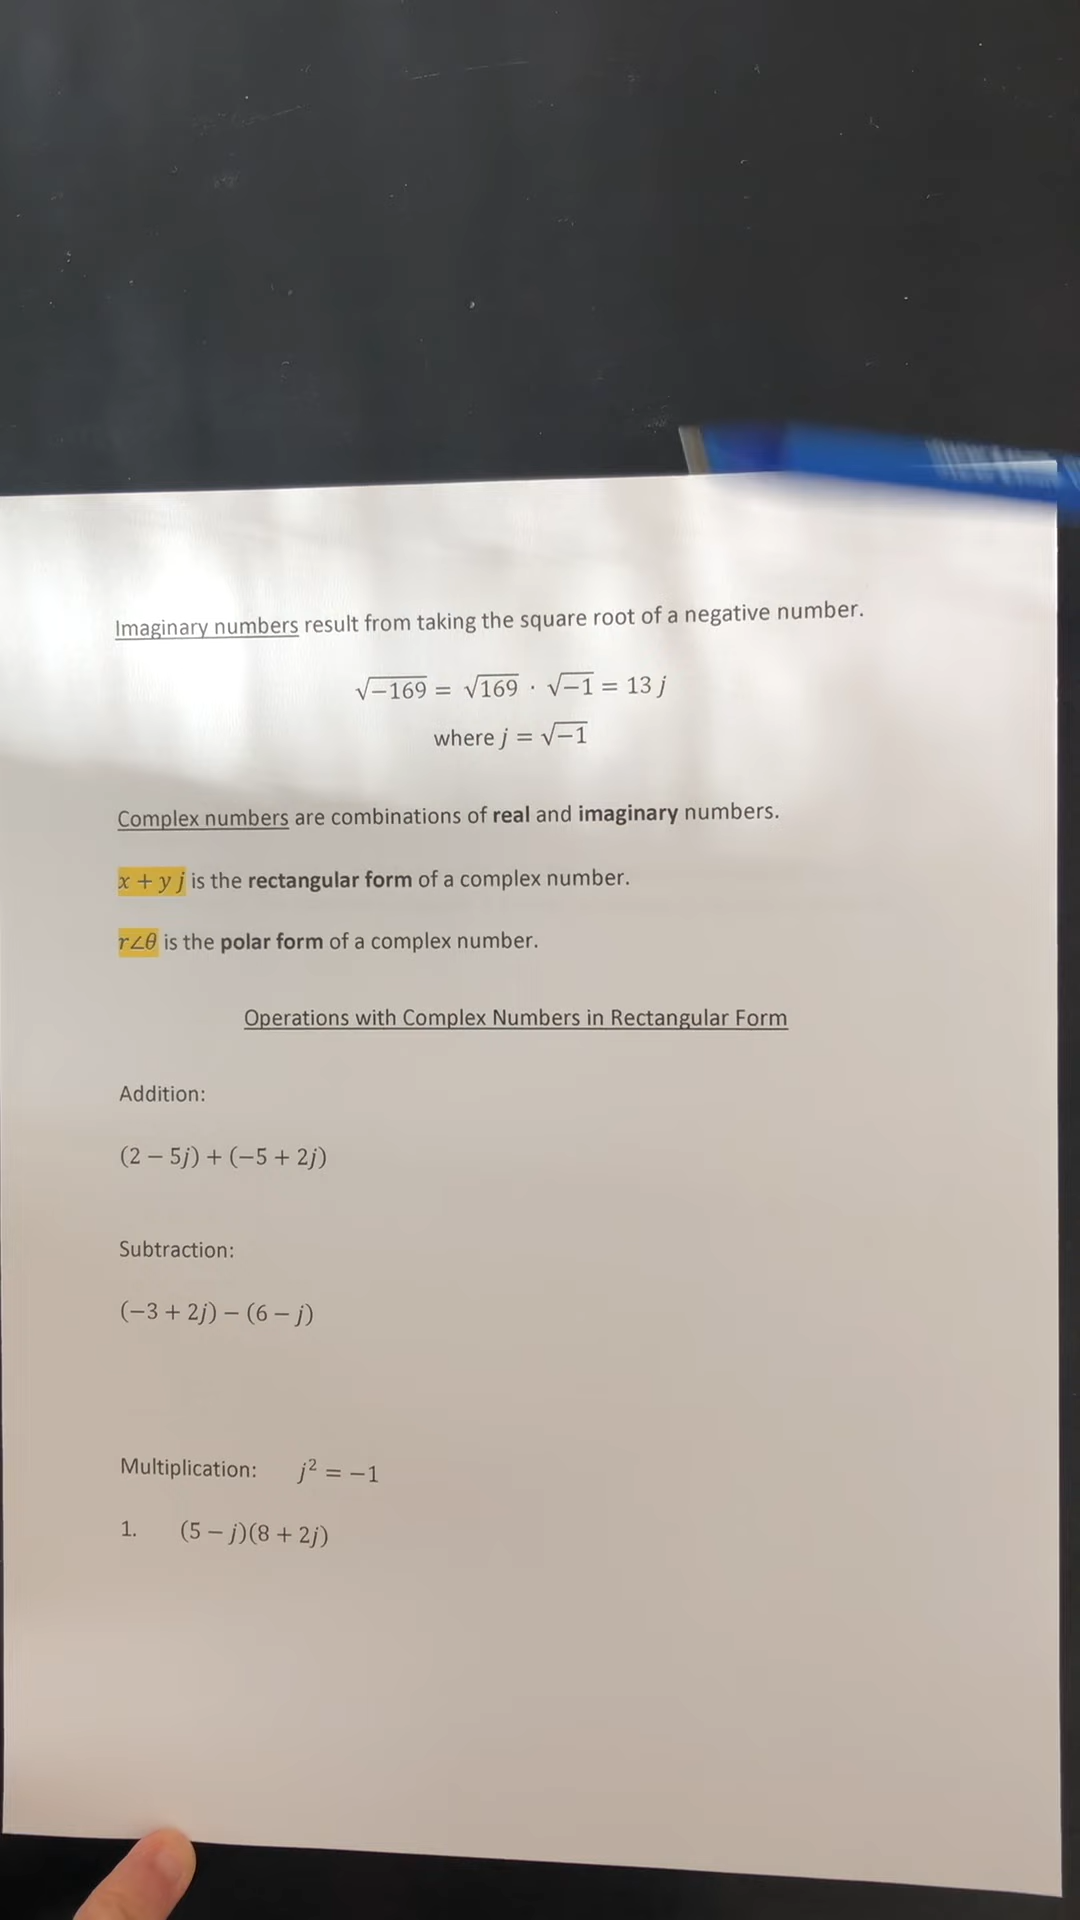 Imaginary numbers result from taking the square root of a negative number.
√−169 = √169 · √−1 = 13 j
where j = √−1
Complex numbers are combinations of real and imaginary numbers.
x + y j is the rectangular form of a complex number.
r∠θ is the polar form of a complex number.
Operations with Complex Numbers in Rectangular Form
Addition:
(2 − 5j) + (−5 + 2j)
Subtraction:
(−3 + 2j) − (6 − j)
Multiplication: j² = −1
1. (5 − j)(8 + 2j)